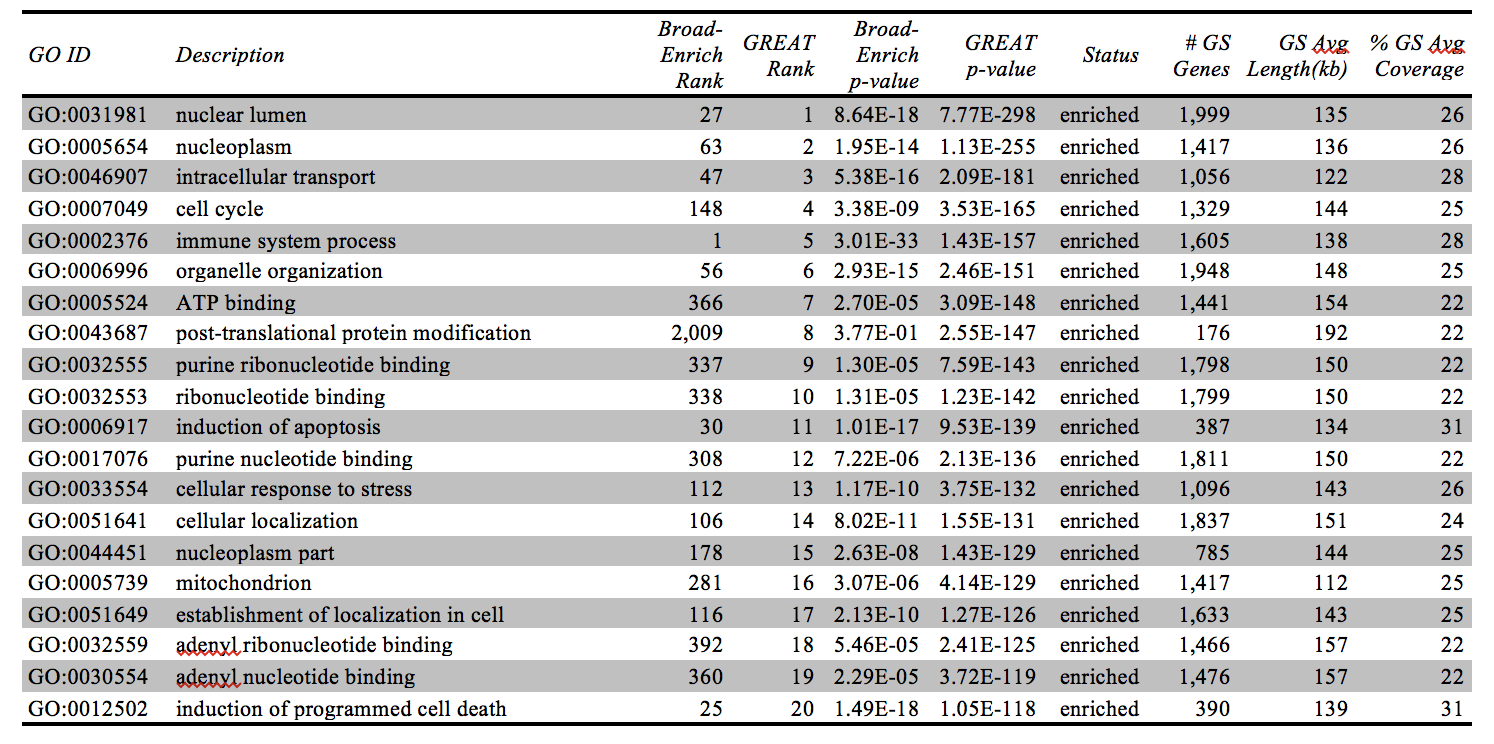 GO ID Description Broad-Enrich Rank GREAT Rank Broad-Enrich p-value GREAT p-value Status # GS Genes GS Avg Length(kb) % GS Avg Coverage
GO:0031981 nuclear lumen 27 1 8.64E-18 7.77E-298 enriched 1,999 135 26
GO:0005654 nucleoplasm 63 2 1.95E-14 1.13E-255 enriched 1,417 136 26
GO:0046907 intracellular transport 47 3 5.38E-16 2.09E-181 enriched 1,056 122 28
GO:0007049 cell cycle 148 4 3.38E-09 3.53E-165 enriched 1,329 144 25
GO:0002376 immune system process 1 5 3.01E-33 1.43E-157 enriched 1,605 138 28
GO:0006996 organelle organization 56 6 2.93E-15 2.46E-151 enriched 1,948 148 25
GO:0005524 ATP binding 366 7 2.70E-05 3.09E-148 enriched 1,441 154 22
GO:0043687 post-translational protein modification 2,009 8 3.77E-01 2.55E-147 enriched 176 192 22
GO:0032555 purine ribonucleotide binding 337 9 1.30E-05 7.59E-143 enriched 1,798 150 22
GO:0032553 ribonucleotide binding 338 10 1.31E-05 1.23E-142 enriched 1,799 150 22
GO:0006917 induction of apoptosis 30 11 1.01E-17 9.53E-139 enriched 387 134 31
GO:0017076 purine nucleotide binding 308 12 7.22E-06 2.13E-136 enriched 1,811 150 22
GO:0033554 cellular response to stress 112 13 1.17E-10 3.75E-132 enriched 1,096 143 26
GO:0051641 cellular localization 106 14 8.02E-11 1.55E-131 enriched 1,837 151 24
GO:0044451 nucleoplasm part 178 15 2.63E-08 1.43E-129 enriched 785 144 25
GO:0005739 mitochondrion 281 16 3.07E-06 4.14E-129 enriched 1,417 112 25
GO:0051649 establishment of localization in cell 116 17 2.13E-10 1.27E-126 enriched 1,633 143 25
GO:0032559 adenyl ribonucleotide binding 392 18 5.46E-05 2.41E-125 enriched 1,466 157 22
GO:0030554 adenyl nucleotide binding 360 19 2.29E-05 3.72E-119 enriched 1,476 157 22
GO:0012502 induction of programmed cell death 25 20 1.49E-18 1.05E-118 enriched 390 139 31